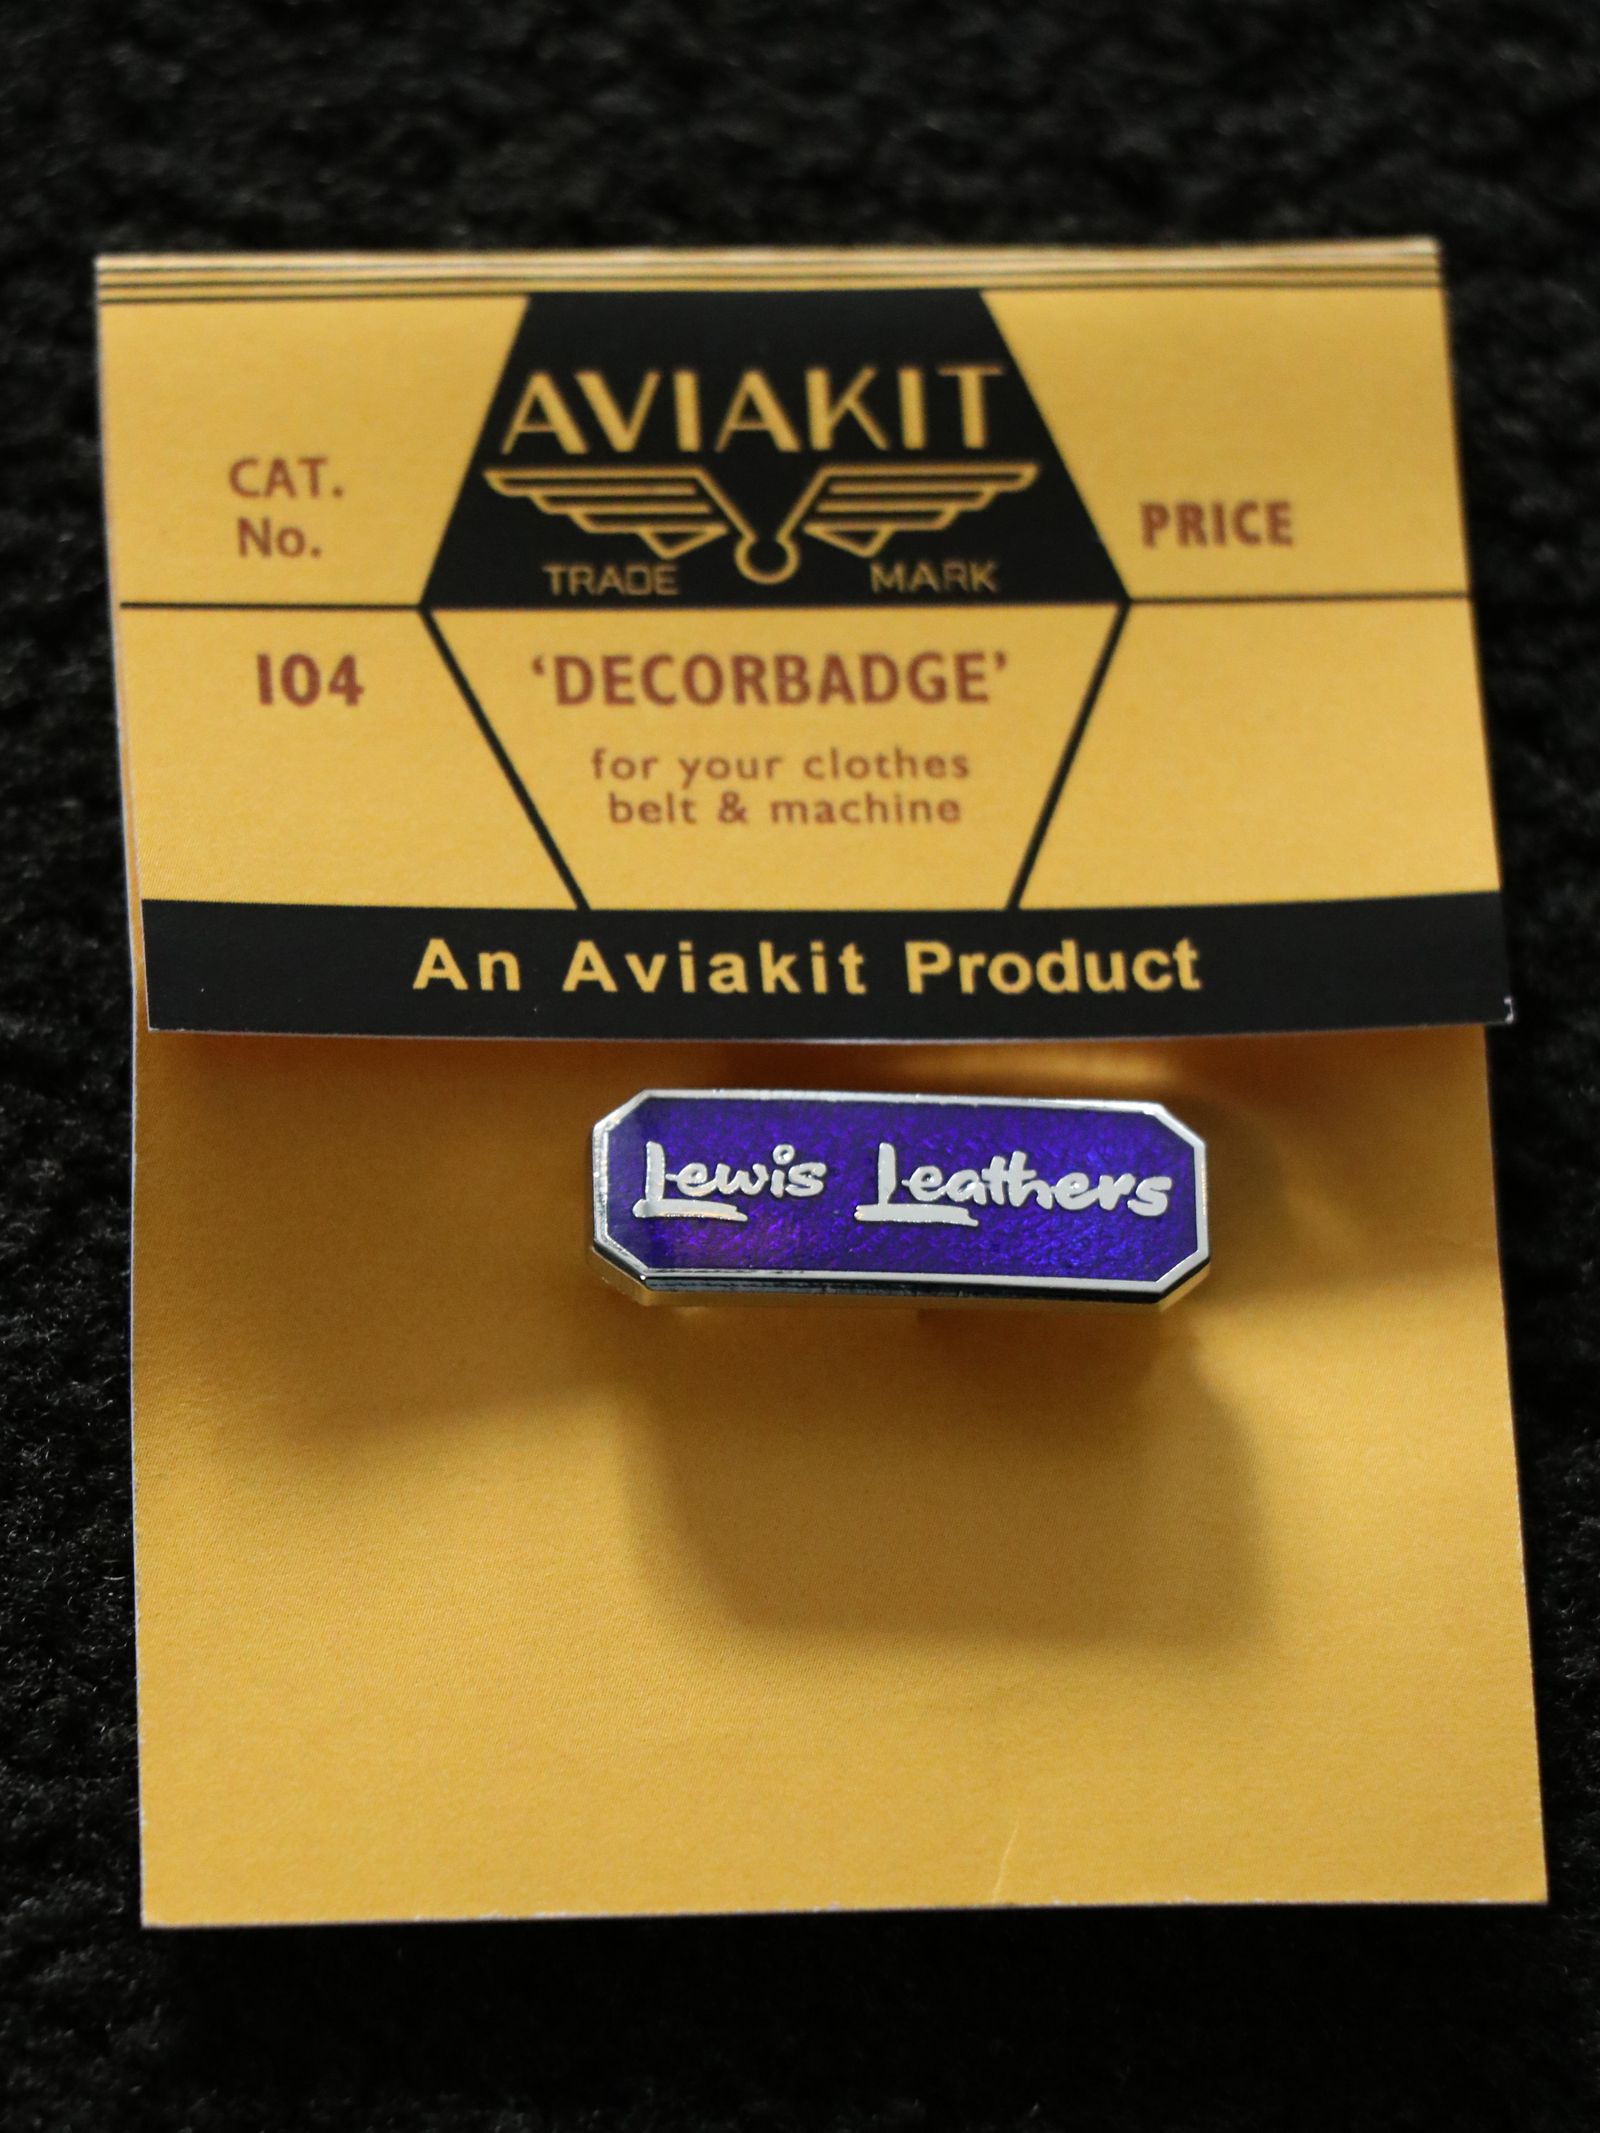 AVIAKIT
TRADE MARK
CAT.
No.
PRICE
104
‘DECORBADGE’
for your clothes
belt & machine
An Aviakit Product
Lewis Leathers